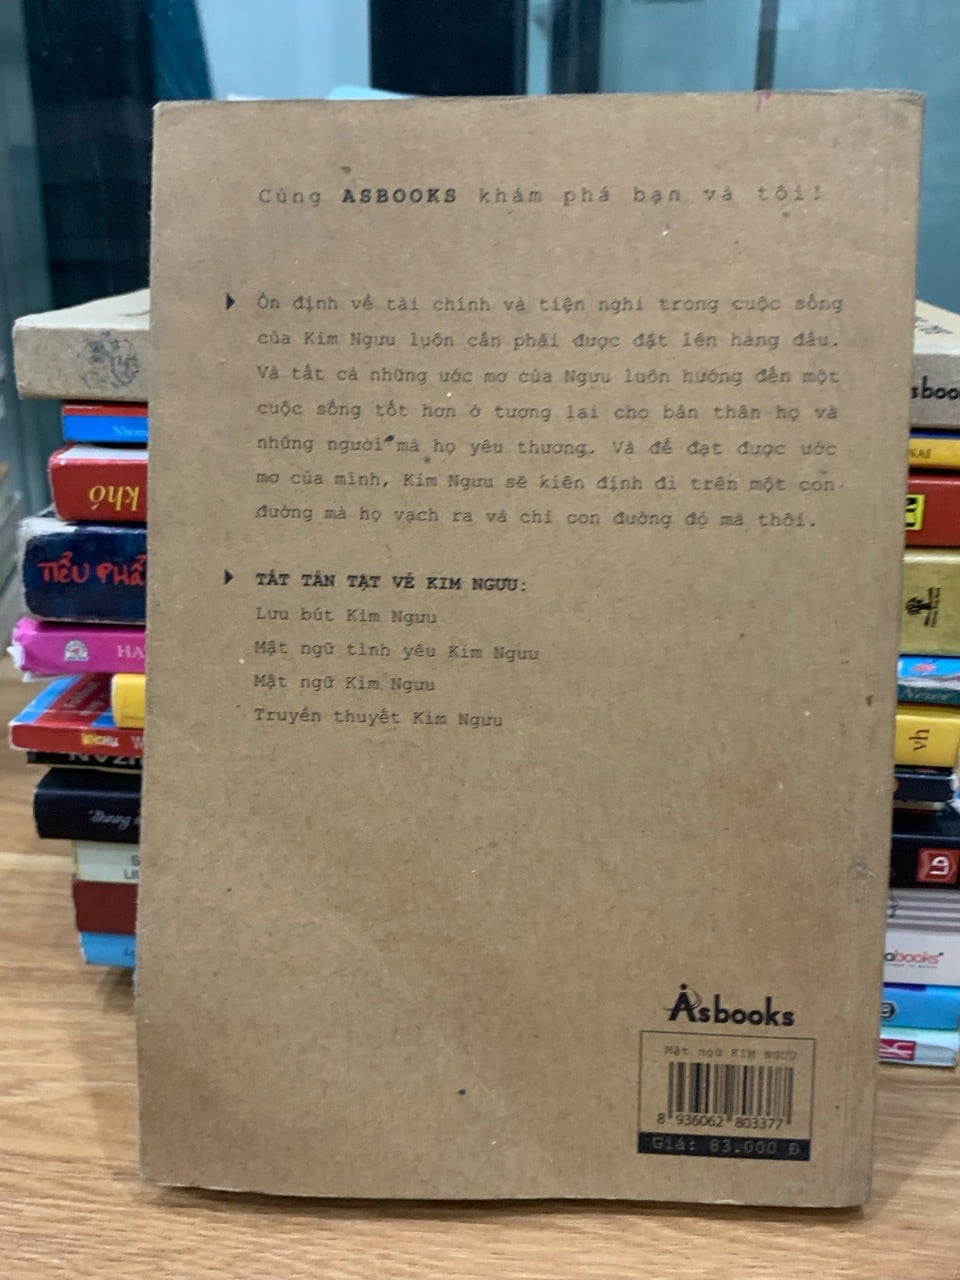 Cùng ASBOOKS khám phá bạn và tôi!
Ổn định về tài chính và tiện nghi trong cuộc sống
của Kim Ngưu luôn cần phải được đặt lên hàng đầu.
Và tất cả những ước mơ của Ngưu luôn hướng đến một
cuộc sống tốt hơn ở tương lai cho bản thân họ và
những người mà họ yêu thương. Và để đạt được ước
mơ của mình, Kim Ngưu sẽ kiên định đi trên một con
đường mà họ vạch ra và chỉ con đường đó mà thôi.
TẤT TẦN TẬT VỀ KIM NGƯU:
Lưu bút Kim Ngưu
Mật ngữ tình yêu Kim Ngưu
Mật ngữ Kim Ngưu
Truyền thuyết Kim Ngưu
Asbooks
Mật ngữ KIM NGƯU
8 936062 803377
Giá: 83.000 Đ
khó
TIỂU PHẨ
HA
vh
abooks